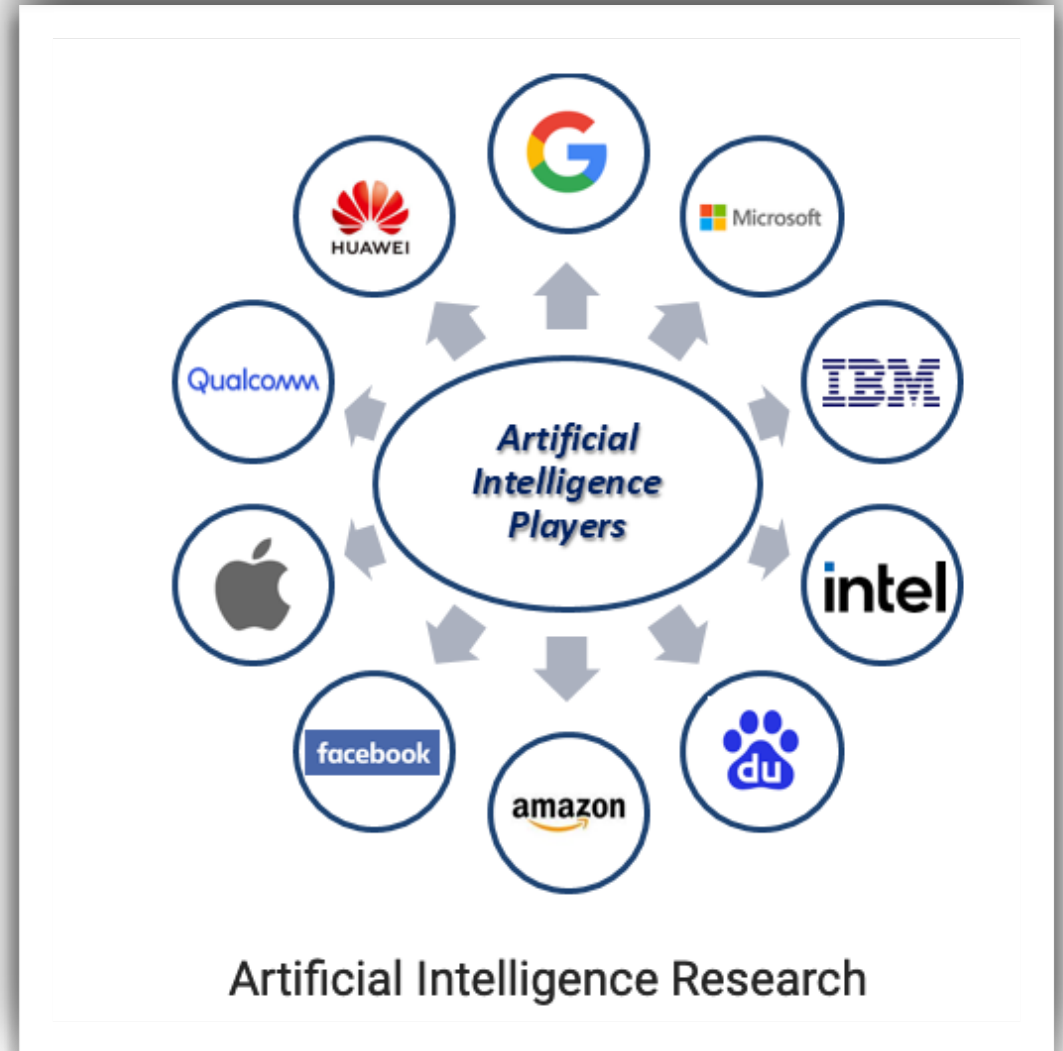 G
Microsoft
HUAWEI
IBM
Qualcomm
Artificial
Intelligence
Players
intel
facebook
du
amazon
Artificial Intelligence Research